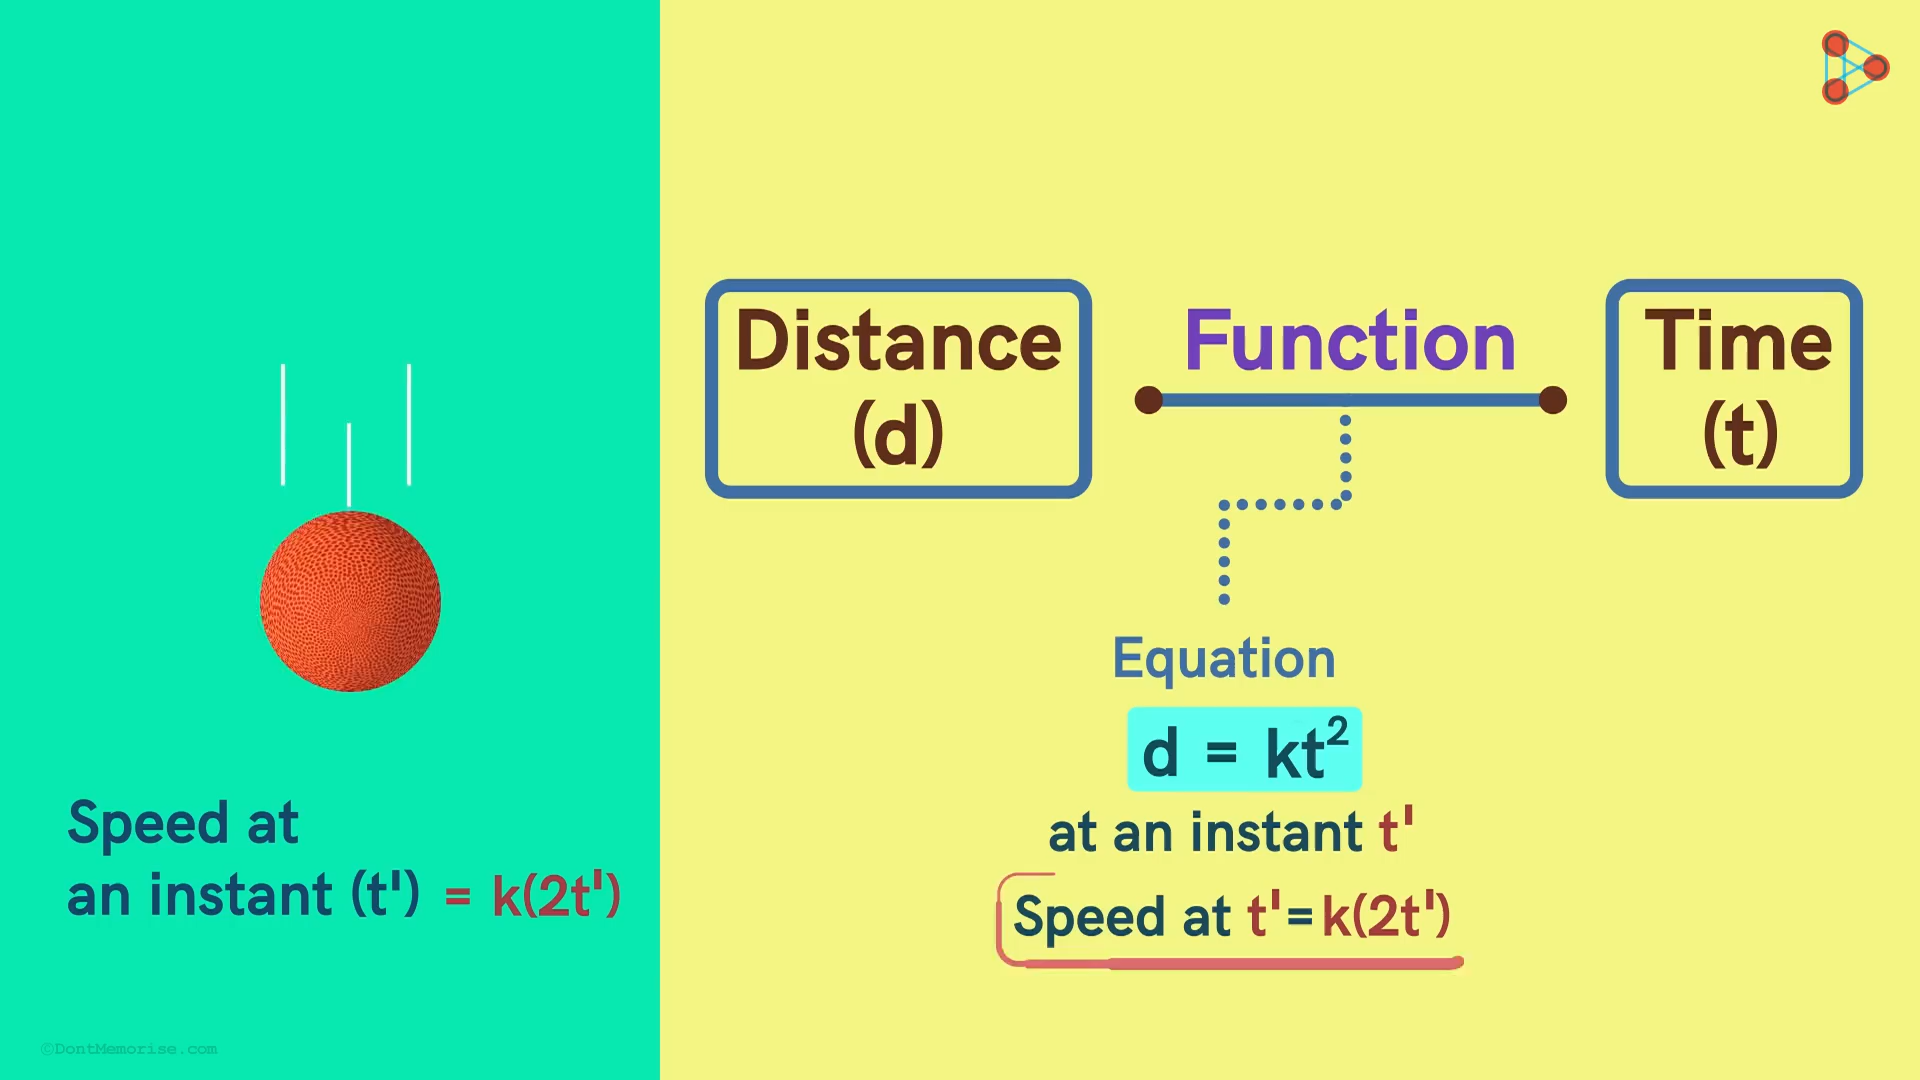 Speed at
an instant (t') = k(2t')
©DontMemorise.com
Distance
(d)
Function
Time
(t)
Equation
d = kt²
at an instant t'
Speed at t'=k(2t')